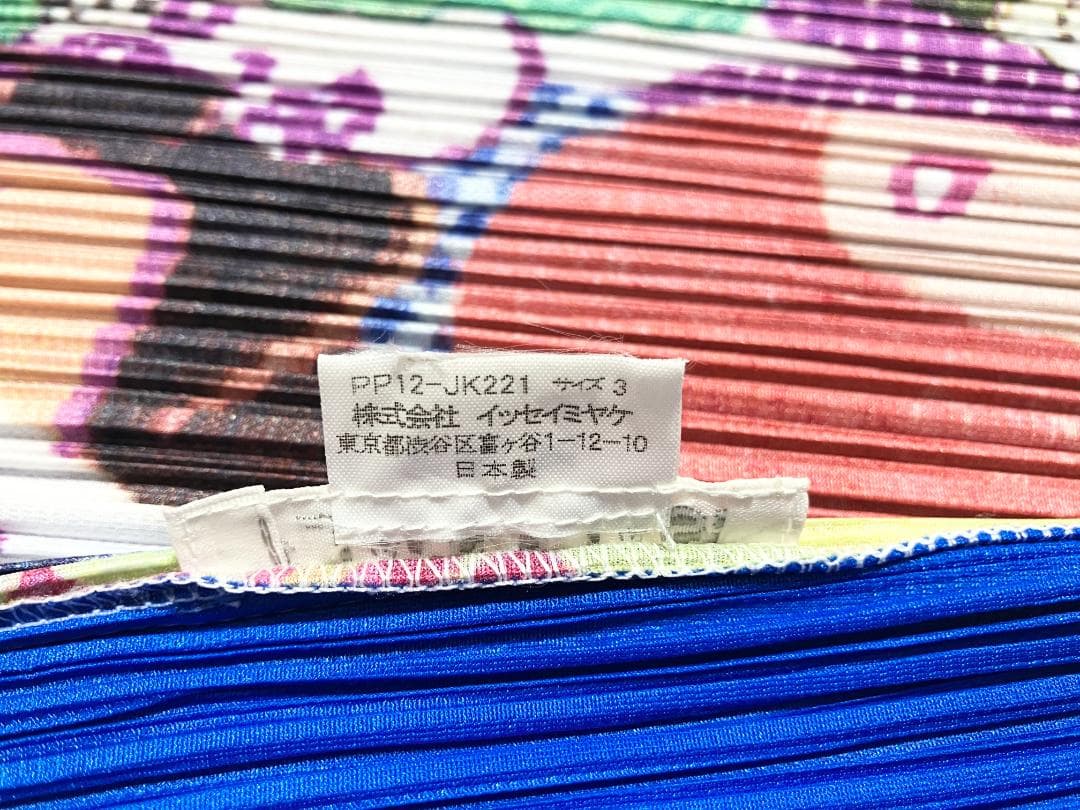 PP12-JK221 サイズ 3
株式会社 イッセイミヤケ
東京都渋谷区富ヶ谷1-12-10
日本製